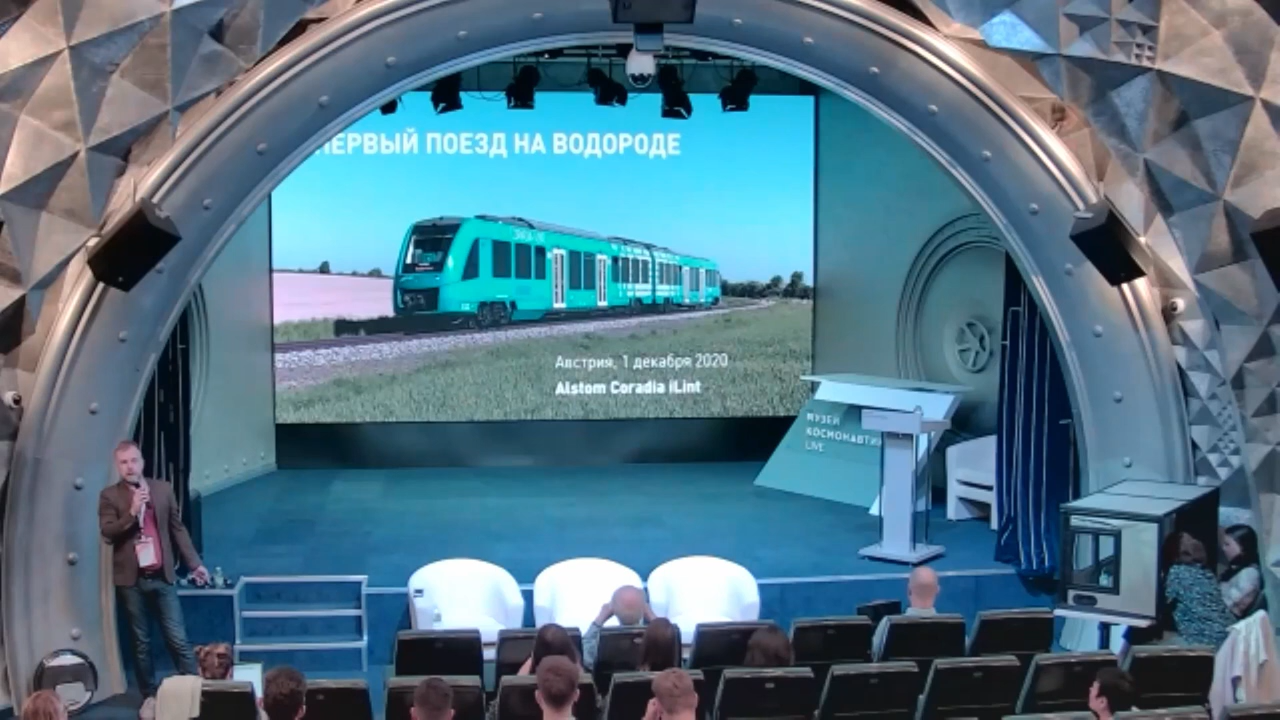 ПЕРВЫЙ ПОЕЗД НА ВОДОРОДЕ
Австрия, 1 декабря 2020
Alstom Coradia iLint
МУЗЕЙ
КОСМОНАВТИКИ
LIVE